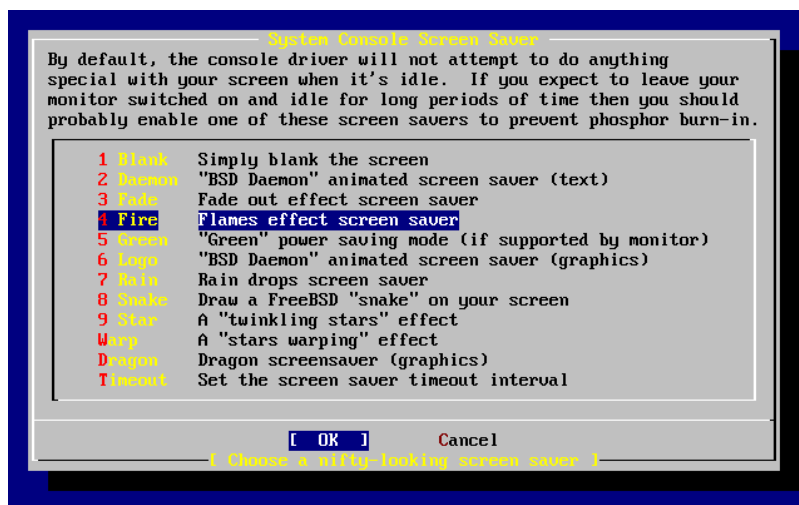 System Console Screen Saver
By default, the console driver will not attempt to do anything
special with your screen when it's idle.  If you expect to leave your
monitor switched on and idle for long periods of time then you should
probably enable one of these screen savers to prevent phosphor burn-in.
1 Blank   Simply blank the screen
2 Daemon  "BSD Daemon" animated screen saver (text)
3 Fade    Fade out effect screen saver
4 Fire    Flames effect screen saver
5 Green   "Green" power saving mode (if supported by monitor)
6 Logo    "BSD Daemon" animated screen saver (graphics)
7 Rain    Rain drops screen saver
8 Snake   Draw a FreeBSD "snake" on your screen
9 Star    A "twinkling stars" effect
Warp      A "stars warping" effect
Dragon    Dragon screensaver (graphics)
Timeout   Set the screen saver timeout interval
[  OK  ]       Cancel
[ Choose a nifty-looking screen saver ]